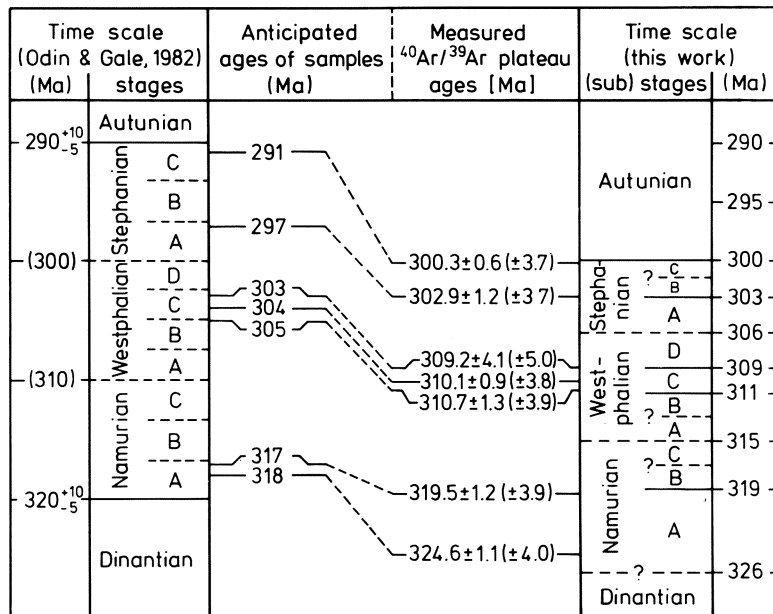 Time scale
(Odin & Gale, 1982)
(Ma) stages
Anticipated
ages of samples
(Ma)
Measured
⁴⁰Ar/³⁹Ar plateau
ages [Ma]
Time scale
(this work)
(sub) stages (Ma)
Autunian
290 +10 -5
Stephanian
C
B
A
(300)
Westphalian
D
C
B
A
(310)
Namurian
C
B
A
320 +10 -5
Dinantian
291
297
303
304
305
317
318
300.3±0.6 (±3.7)
302.9±1.2 (±3 7)
309.2±4.1 (±5.0)
310.1±0.9 (±3.8)
310.7±1.3 (±3.9)
319.5±1.2 (±3.9)
324.6±1.1 (±4.0)
Autunian
Stepha-
nian
? C
B
A
West-
phalian
D
C
B
?
A
Namurian
C
?
B
A
?
Dinantian
290
295
300
303
306
309
311
315
319
326